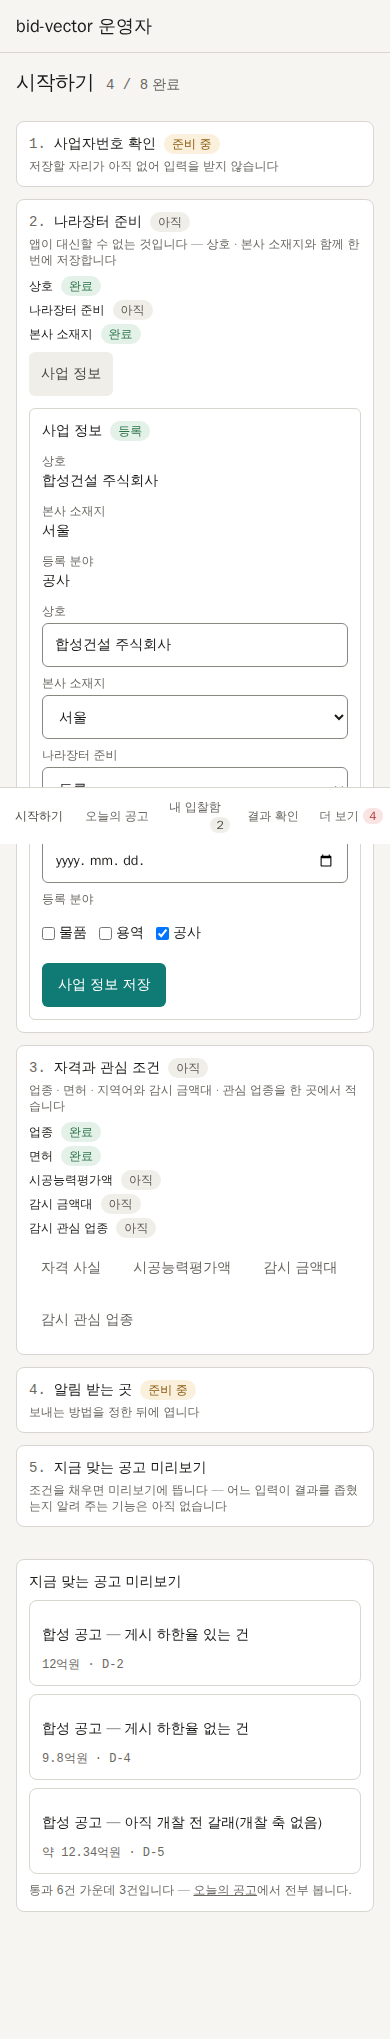 bid-vector 운영자
시작하기 4 / 8 완료
1. 사업자번호 확인 준비 중
저장할 자리가 아직 없어 입력을 받지 않습니다
2. 나라장터 준비 아직
앱이 대신할 수 없는 것입니다 — 상호 · 본사 소재지와 함께 한
번에 저장합니다
상호 완료
나라장터 준비 아직
본사 소재지 완료
사업 정보
사업 정보 등록
상호
합성건설 주식회사
본사 소재지
서울
등록 분야
공사
상호
합성건설 주식회사
본사 소재지
서울
나라장터 준비
시작하기 오늘의 공고 내 입찰함 2 결과 확인 더 보기 4
yyyy. mm. dd.
등록 분야
물품 용역 공사
사업 정보 저장
3. 자격과 관심 조건 아직
업종 · 면허 · 지역어와 감시 금액대 · 관심 업종을 한 곳에서 적
습니다
업종 완료
면허 완료
시공능력평가액 아직
감시 금액대 아직
감시 관심 업종 아직
자격 사실 시공능력평가액 감시 금액대
감시 관심 업종
4. 알림 받는 곳 준비 중
보내는 방법을 정한 뒤에 엽니다
5. 지금 맞는 공고 미리보기
조건을 채우면 미리보기에 뜹니다 — 어느 입력이 결과를 좁혔
는지 알려 주는 기능은 아직 없습니다
지금 맞는 공고 미리보기
합성 공고 — 게시 하한율 있는 건
12억원 · D-2
합성 공고 — 게시 하한율 없는 건
9.8억원 · D-4
합성 공고 — 아직 개찰 전 갈래(개찰 축 없음)
약 12.34억원 · D-5
통과 6건 가운데 3건입니다 — 오늘의 공고에서 전부 봅니다.